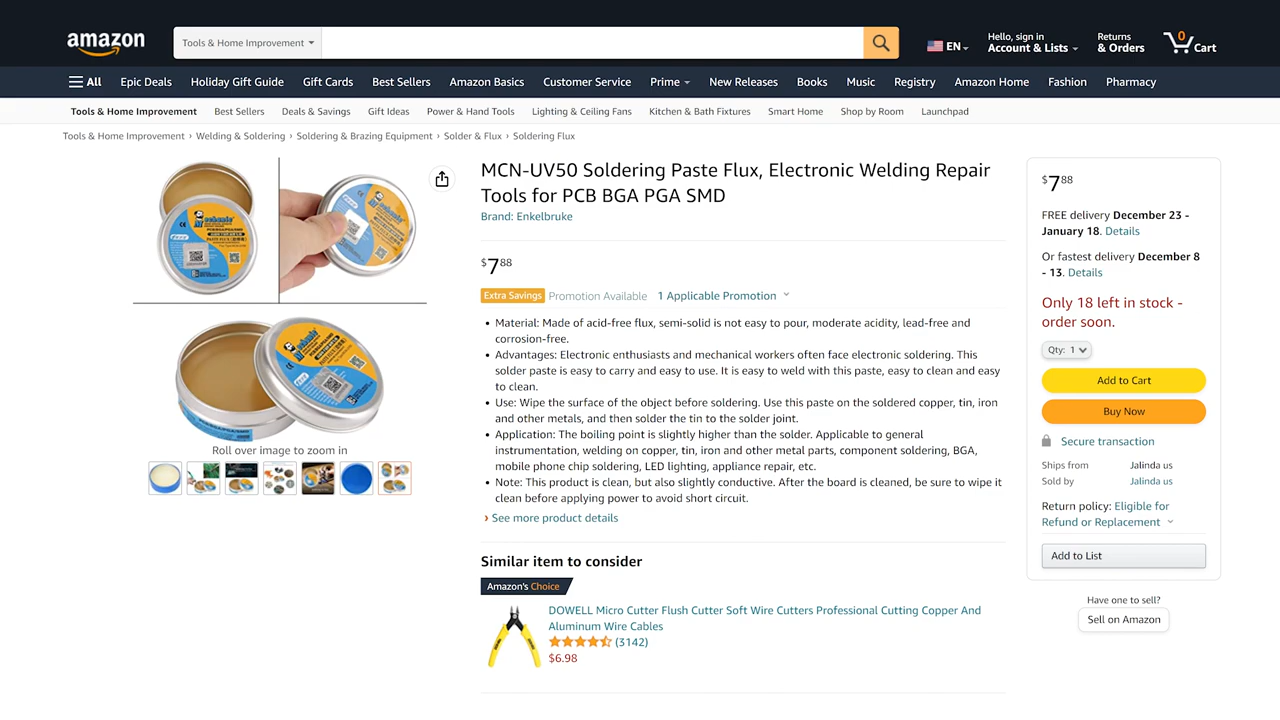 amazon
Tools & Home Improvement
EN
Hello, sign in
Account & Lists
Returns
& Orders
0
Cart
All
Epic Deals
Holiday Gift Guide
Gift Cards
Best Sellers
Amazon Basics
Customer Service
Prime
New Releases
Books
Music
Registry
Amazon Home
Fashion
Pharmacy
Tools & Home Improvement
Best Sellers
Deals & Savings
Gift Ideas
Power & Hand Tools
Lighting & Ceiling Fans
Kitchen & Bath Fixtures
Smart Home
Shop by Room
Launchpad
Tools & Home Improvement › Welding & Soldering › Soldering & Brazing Equipment › Solder & Flux › Soldering Flux
Roll over image to zoom in
MCN-UV50 Soldering Paste Flux, Electronic Welding Repair
Tools for PCB BGA PGA SMD
Brand: Enkelbruke
$7 88
Extra Savings Promotion Available 1 Applicable Promotion
• Material: Made of acid-free flux, semi-solid is not easy to pour, moderate acidity, lead-free and
corrosion-free.
• Advantages: Electronic enthusiasts and mechanical workers often face electronic soldering. This
solder paste is easy to carry and easy to use. It is easy to weld with this paste, easy to clean and easy
to clean.
• Use: Wipe the surface of the object before soldering. Use this paste on the soldered copper, tin, iron
and other metals, and then solder the tin to the solder joint.
• Application: The boiling point is slightly higher than the solder. Applicable to general
instrumentation, welding on copper, tin, iron and other metal parts, component soldering, BGA,
mobile phone chip soldering, LED lighting, appliance repair, etc.
• Note: This product is clean, but also slightly conductive. After the board is cleaned, be sure to wipe it
clean before applying power to avoid short circuit.
› See more product details
Similar item to consider
Amazon's Choice
DOWELL Micro Cutter Flush Cutter Soft Wire Cutters Professional Cutting Copper And
Aluminum Wire Cables
(3142)
$6.98
$7 88
FREE delivery December 23 -
January 18. Details
Or fastest delivery December 8
- 13. Details
Only 18 left in stock -
order soon.
Qty: 1
Add to Cart
Buy Now
Secure transaction
Ships from Jalinda us
Sold by Jalinda us
Return policy: Eligible for
Refund or Replacement
Add to List
Have one to sell?
Sell on Amazon